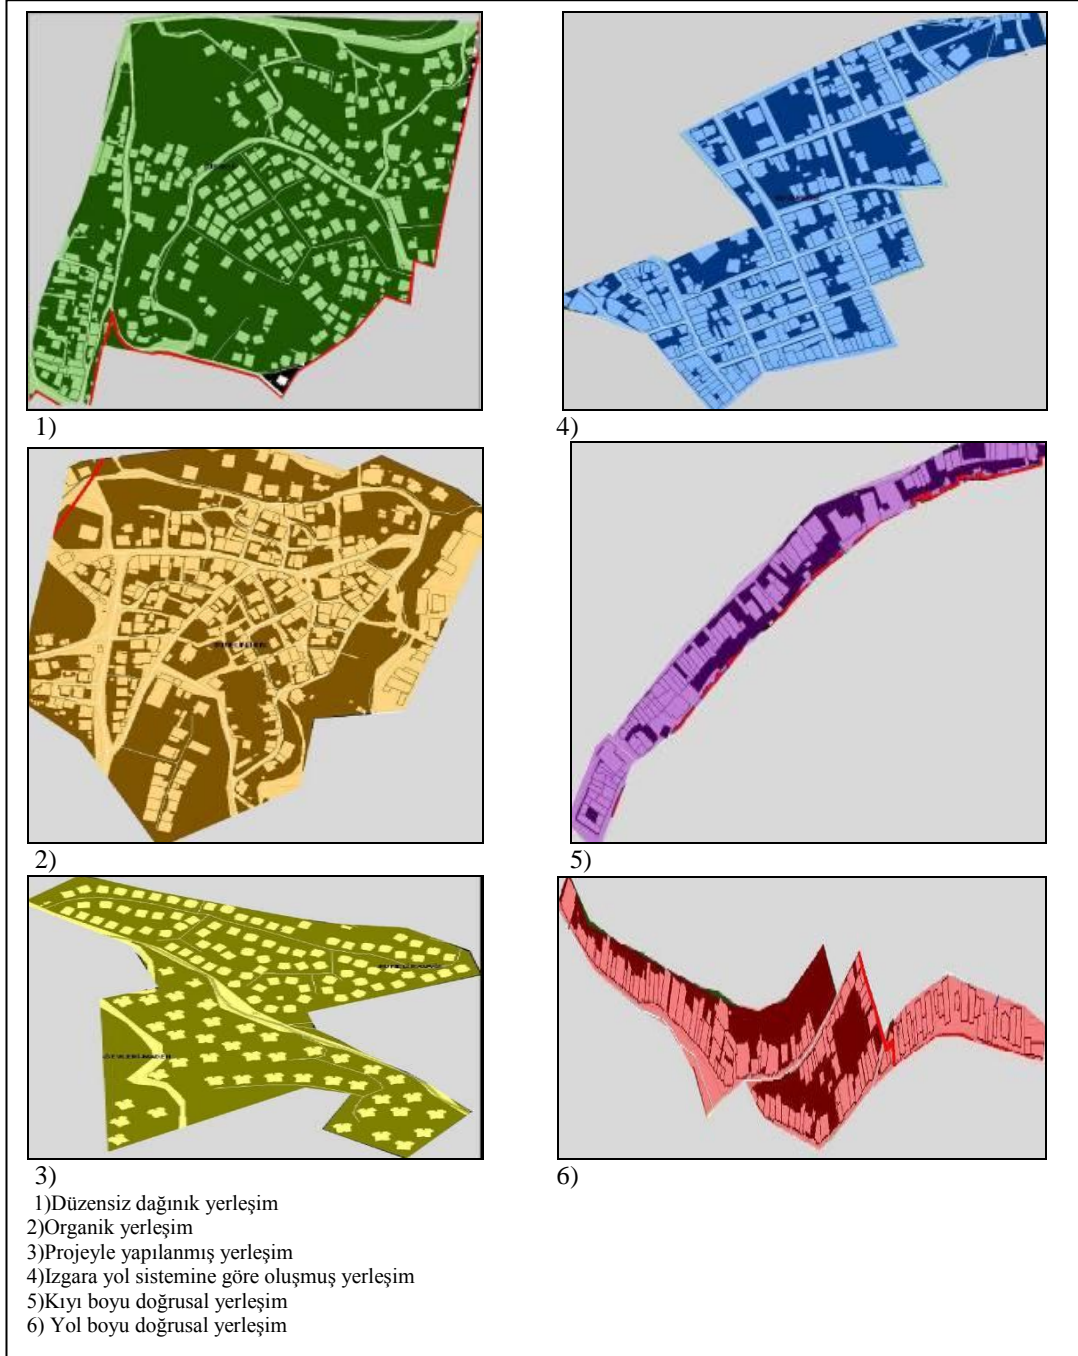 1)
4)
2)
5)
3)
6)
1)Düzensiz dağınık yerleşim
2)Organik yerleşim
3)Projeyle yapılanmış yerleşim
4)Izgara yol sistemine göre oluşmuş yerleşim
5)Kıyı boyu doğrusal yerleşim
6) Yol boyu doğrusal yerleşim